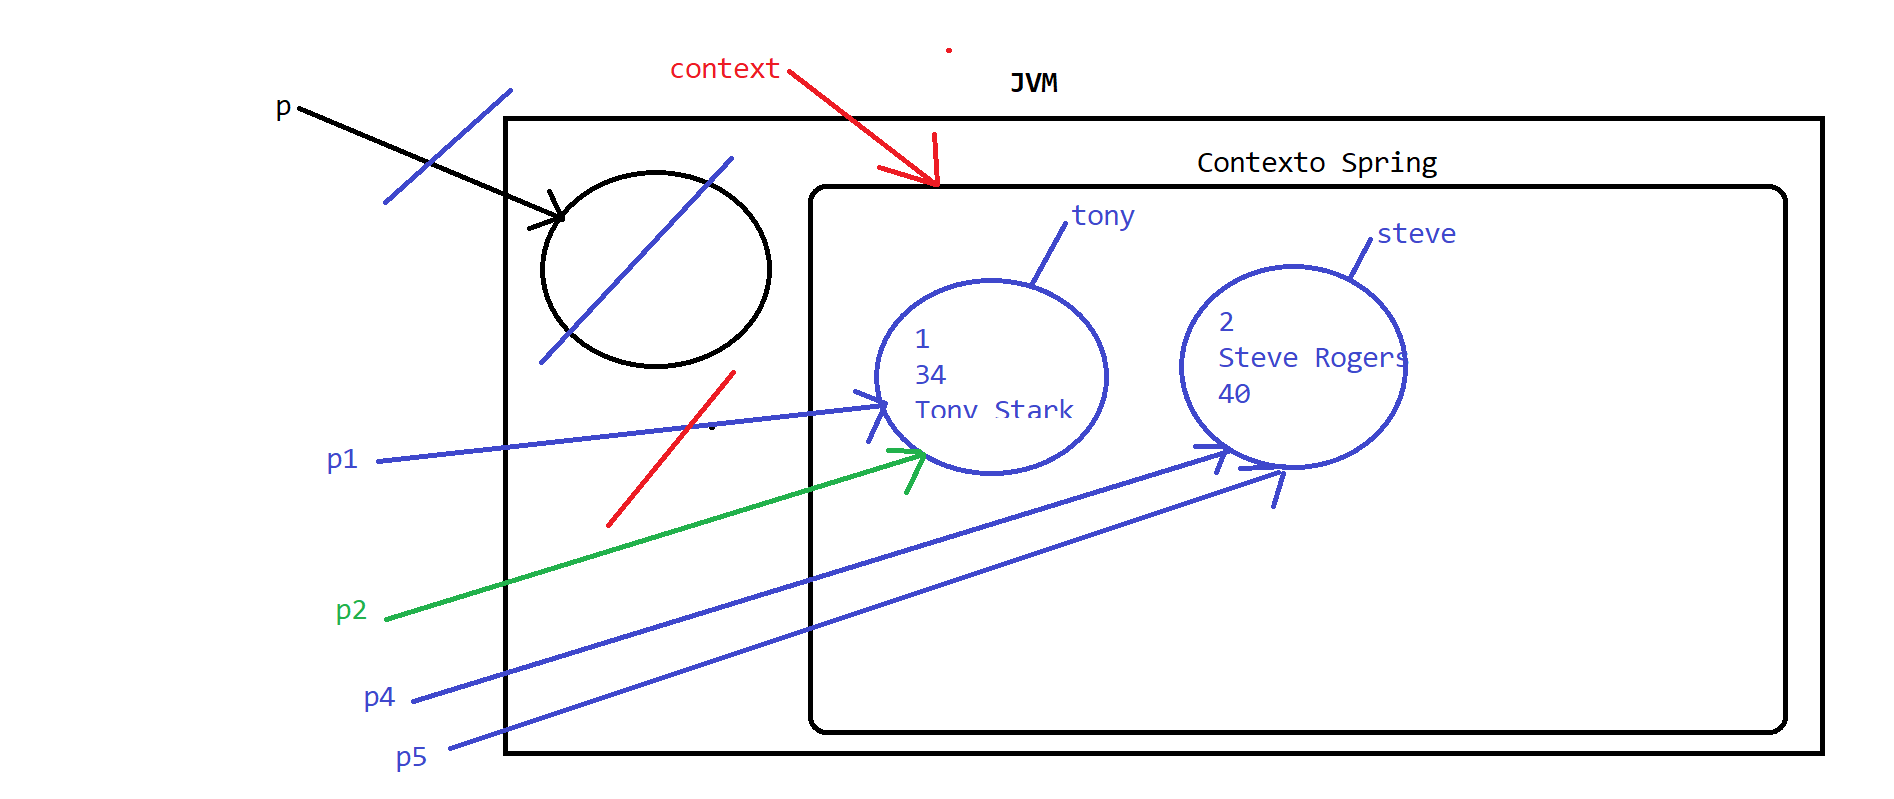 context
JVM
p
Contexto Spring
tony
steve
1
34
Tony Stark
2
Steve Rogers
40
p1
p2
p4
p5